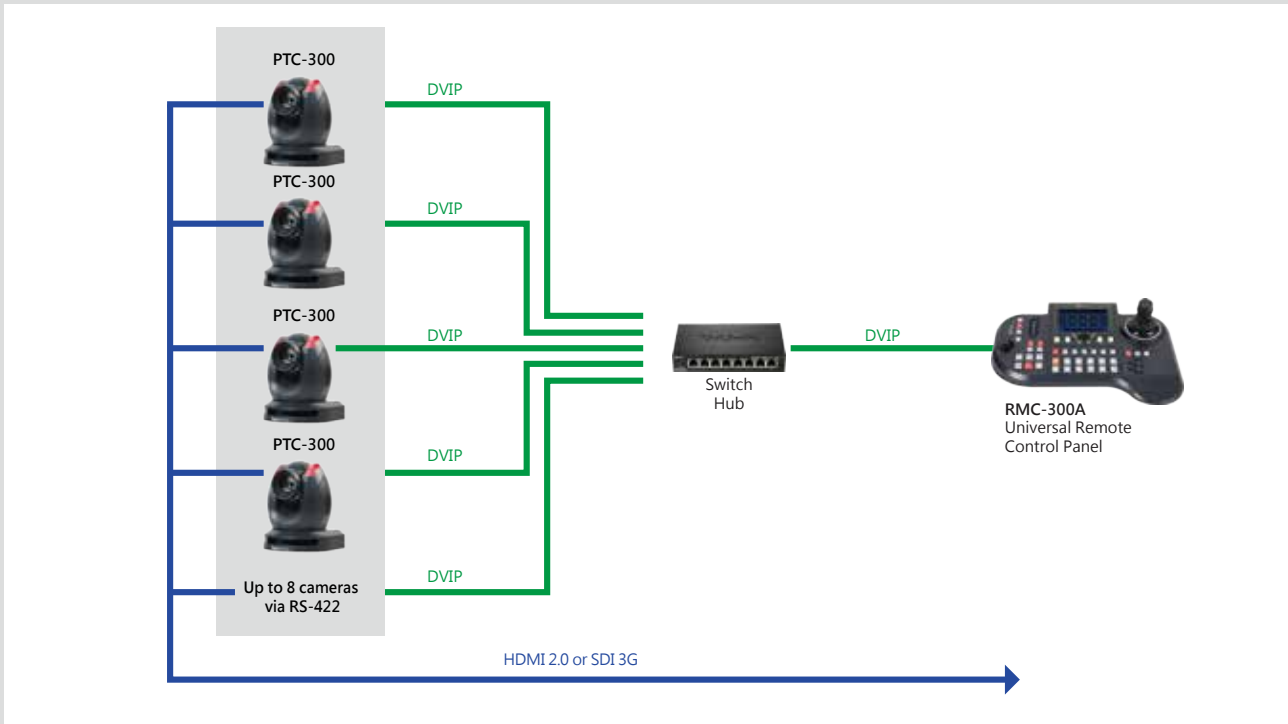 PTC-300
DVIP
PTC-300
DVIP
PTC-300
DVIP
DVIP
Switch
Hub
RMC-300A
Universal Remote
Control Panel
PTC-300
DVIP
Up to 8 cameras
via RS-422
DVIP
HDMI 2.0 or SDI 3G